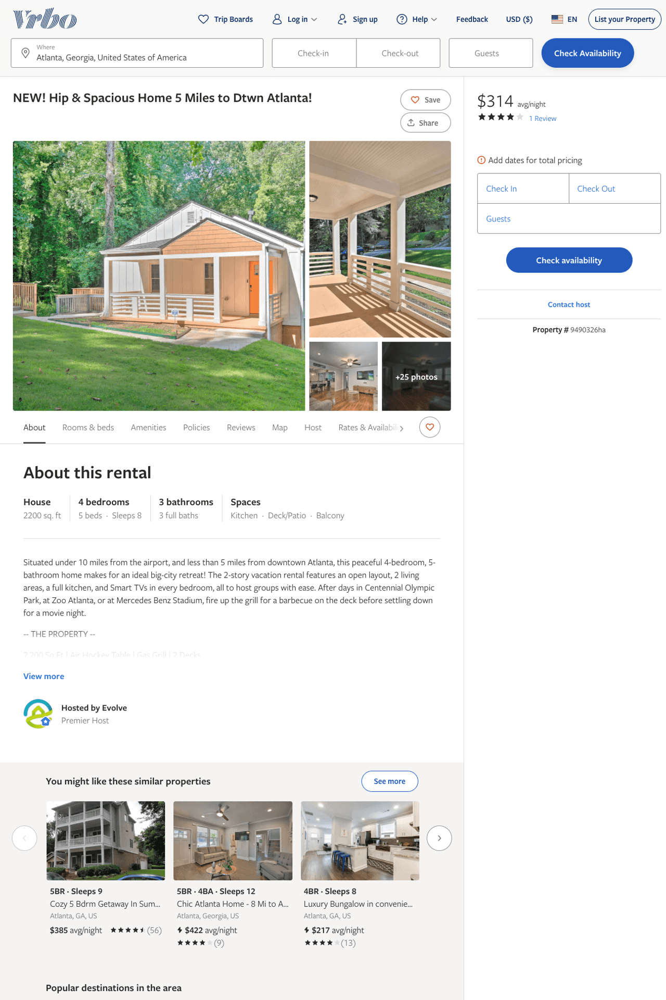 Vrbo
Trip Boards
Log in
Sign up
Help
Feedback
USD ($)
EN
List your Property
Where
Atlanta, Georgia, United States of America
Check-in
Check-out
Guests
Check Availability
NEW! Hip & Spacious Home 5 Miles to Dtwn Atlanta!
Save
Share
+25 photos
$314 avg/night
1 Review
Add dates for total pricing
Check In
Check Out
Guests
Check availability
Contact host
Property # 9490326ha
About
Rooms & beds
Amenities
Policies
Reviews
Map
Host
Rates & Availabili
About this rental
House
2200 sq. ft
4 bedrooms
5 beds · Sleeps 8
3 bathrooms
3 full baths
Spaces
Kitchen · Deck/Patio · Balcony
Situated under 10 miles from the airport, and less than 5 miles from downtown Atlanta, this peaceful 4-bedroom, 5-
bathroom home makes for an ideal big-city retreat! The 2-story vacation rental features an open layout, 2 living
areas, a full kitchen, and Smart TVs in every bedroom, all to host groups with ease. After days in Centennial Olympic
Park, at Zoo Atlanta, or at Mercedes Benz Stadium, fire up the grill for a barbecue on the deck before settling down
for a movie night.
-- THE PROPERTY --
2,200 Sq Ft | Air Hockey Table | Gas Grill | 2 Decks
View more
Hosted by Evolve
Premier Host
You might like these similar properties
See more
5BR · Sleeps 9
Cozy 5 Bdrm Getaway In Sum...
Atlanta, GA, US
$385 avg/night (56)
5BR · 4BA · Sleeps 12
Chic Atlanta Home - 8 Mi to A...
Atlanta, Georgia, US
$422 avg/night
(9)
4BR · Sleeps 8
Luxury Bungalow in convenie...
Atlanta, GA, US
$217 avg/night
(13)
Popular destinations in the area